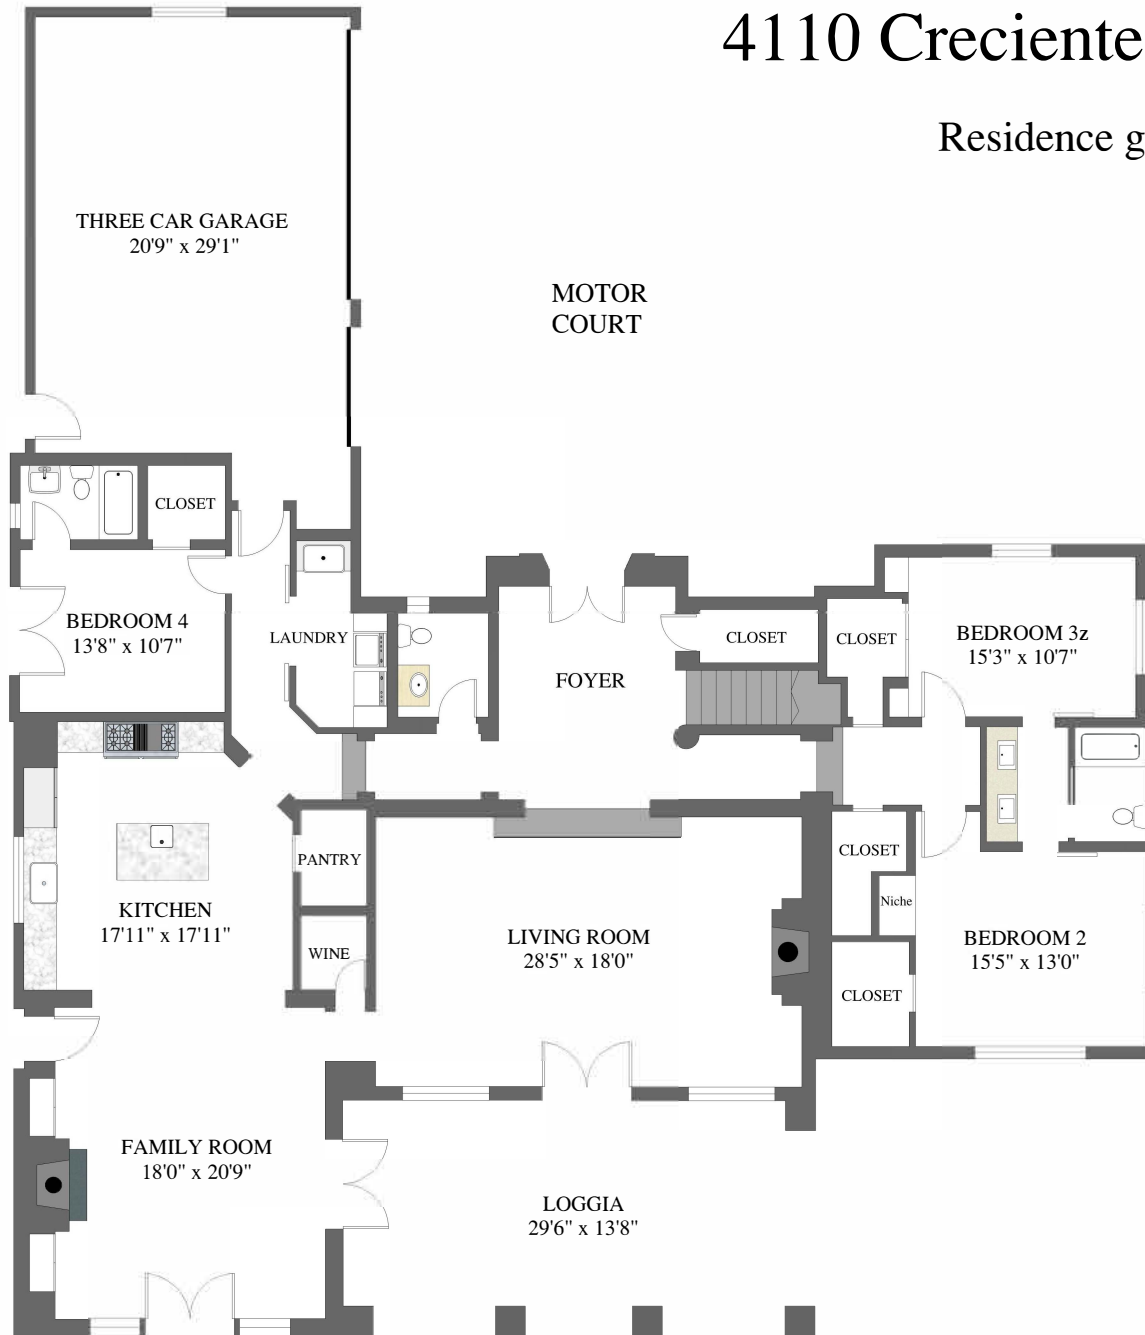 4110 Creciente
Residence g
THREE CAR GARAGE
20'9" x 29'1"
MOTOR
COURT
CLOSET
BEDROOM 4
13'8" x 10'7"
LAUNDRY
FOYER
CLOSET
CLOSET
BEDROOM 3z
15'3" x 10'7"
KITCHEN
17'11" x 17'11"
PANTRY
WINE
LIVING ROOM
28'5" x 18'0"
CLOSET
Niche
BEDROOM 2
15'5" x 13'0"
CLOSET
FAMILY ROOM
18'0" x 20'9"
LOGGIA
29'6" x 13'8"